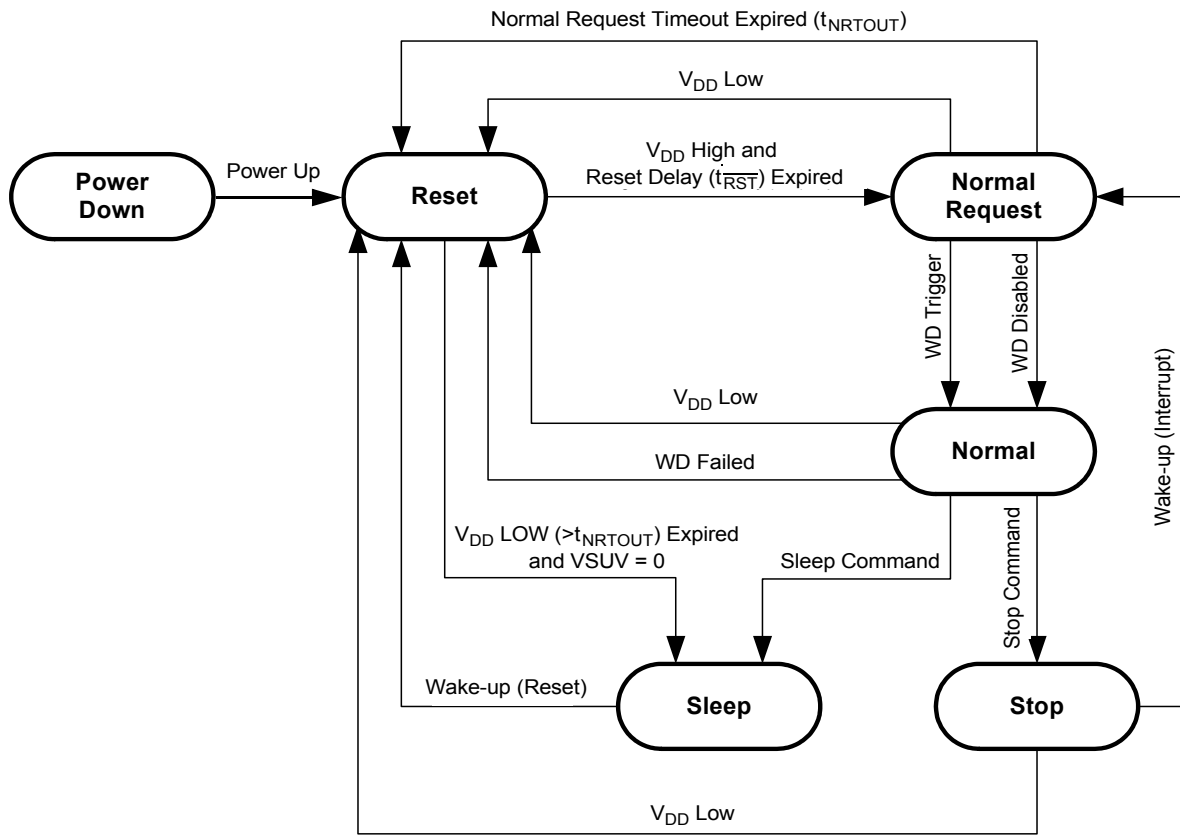 Normal Request Timeout Expired (tNRTOUT)
VDD Low
Power
Down
Power Up
Reset
VDD High and
Reset Delay (tRST) Expired
Normal
Request
WD Trigger
WD Disabled
Wake-up (Interrupt)
VDD Low
Normal
WD Failed
VDD LOW (>tNRTOUT) Expired
and VSUV = 0
Sleep Command
Stop Command
Wake-up (Reset)
Sleep
Stop
VDD Low